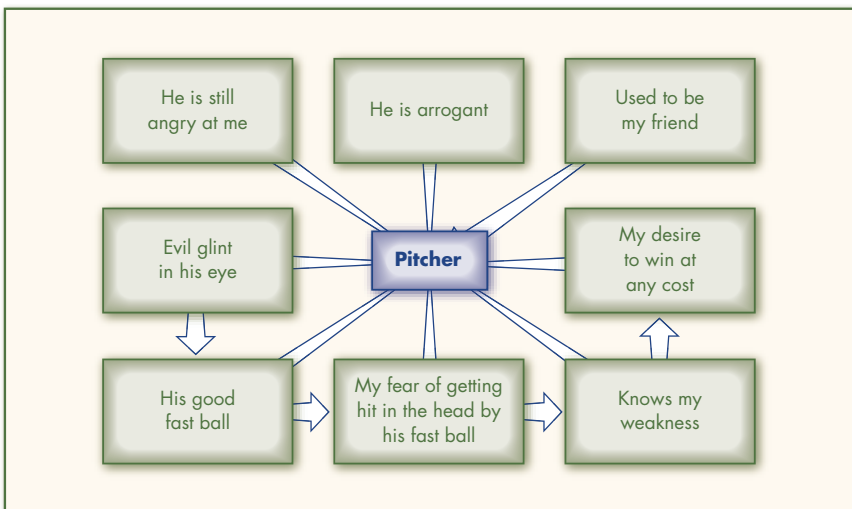 He is still
angry at me
He is arrogant
Used to be
my friend
Evil glint
in his eye
Pitcher
My desire
to win at
any cost
His good
fast ball
My fear of getting
hit in the head by
his fast ball
Knows my
weakness